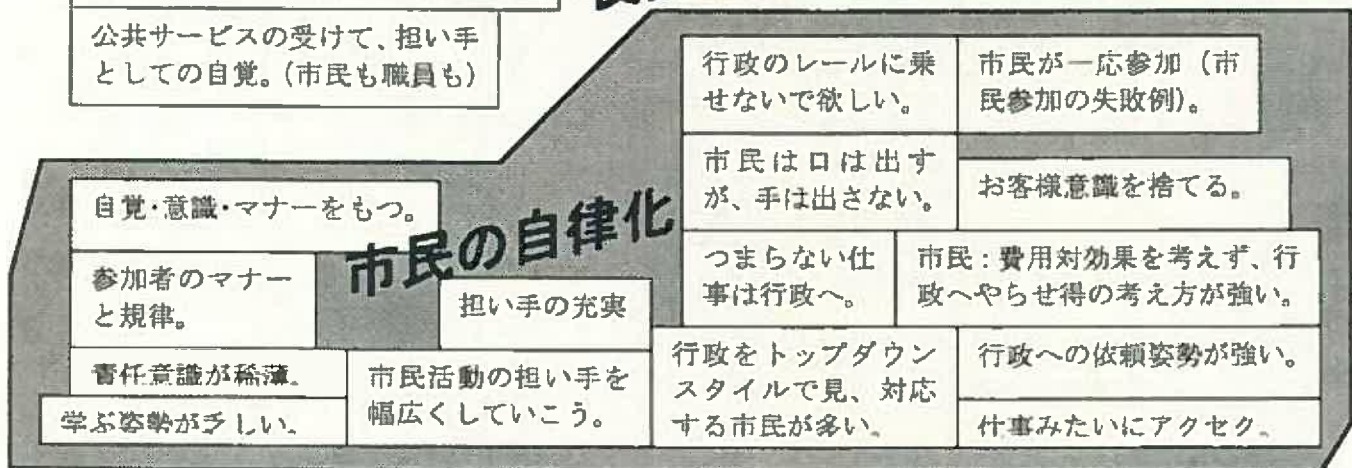 公共サービスの受けて、担い手
としての自覚。(市民も職員も)
行政のレールに乗
せないで欲しい。
市民が一応参加(市
民参加の失敗例)。
市民は口は出す
が、手は出さない。
お客様意識を捨てる。
自覚・意識・マナーをもつ。
市民の自律化
つまらない仕
事は行政へ。
市民:費用対効果を考えず、行
政へやらせ得の考え方が強い。
参加者のマナー
と規律。
担い手の充実
責任意識が稀薄。
市民活動の担い手を
幅広くしていこう。
行政をトップダウン
スタイルで見、対応
する市民が多い。
行政への依頼姿勢が強い。
学ぶ姿勢が乏しい。
仕事みたいにアクセク。